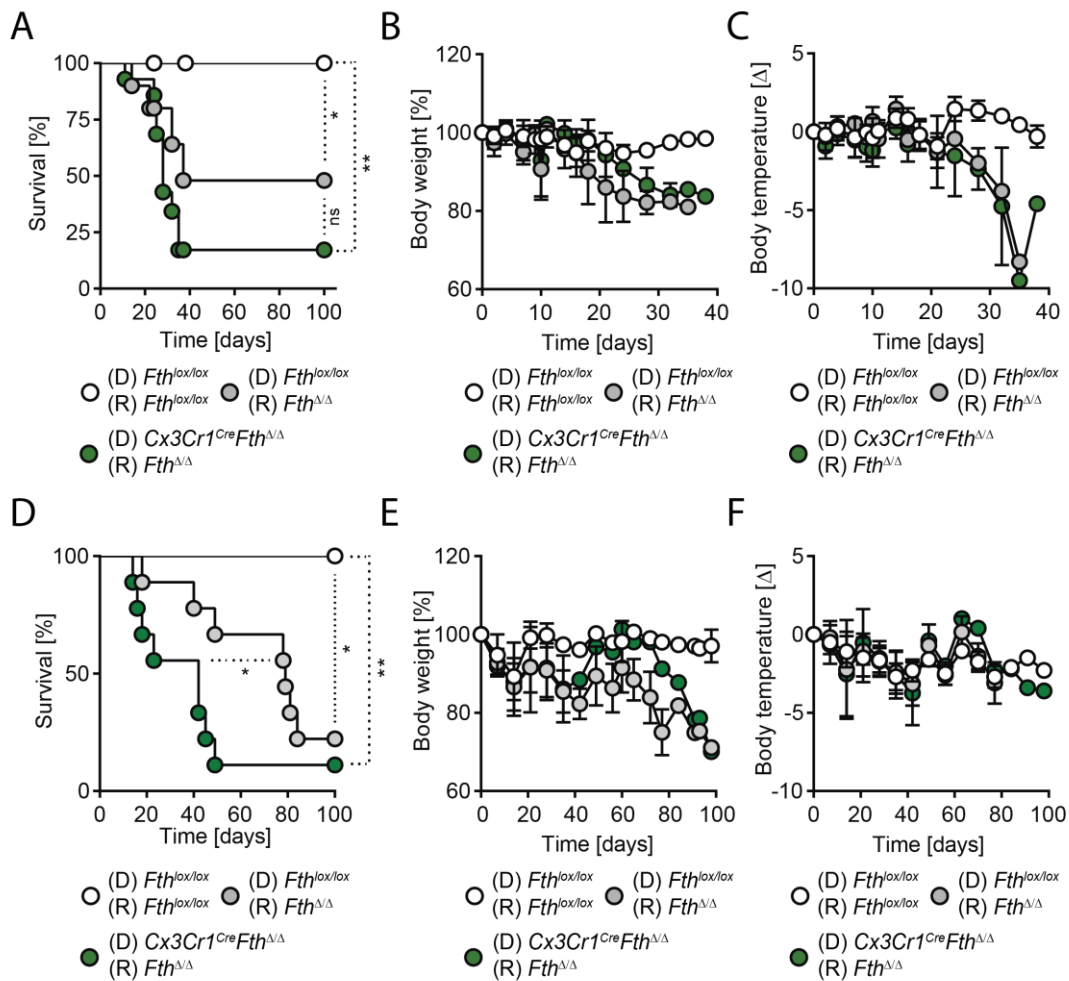 A
B
C
Survival [%]
100
75
50
25
0
0 20 40 60 80 100
Time [days]
*
**
ns
Body weight [%]
120
100
80
60
0 10 20 30 40
Time [days]
Body temperature [Δ]
5
0
-5
-10
0 10 20 30 40
Time [days]
(D) Fth^lox/lox (D) Fth^lox/lox
(R) Fth^lox/lox (R) Fth^Δ/Δ
(D) Cx3Cr1^Cre Fth^Δ/Δ
(R) Fth^Δ/Δ
(D) Fth^lox/lox (D) Fth^lox/lox
(R) Fth^lox/lox (R) Fth^Δ/Δ
(D) Cx3Cr1^Cre Fth^Δ/Δ
(R) Fth^Δ/Δ
(D) Fth^lox/lox (D) Fth^lox/lox
(R) Fth^lox/lox (R) Fth^Δ/Δ
(D) Cx3Cr1^Cre Fth^Δ/Δ
(R) Fth^Δ/Δ
D
E
F
Survival [%]
100
50
0
0 20 40 60 80 100
Time [days]
*
*
**
Body weight [%]
120
100
80
60
0 20 40 60 80 100
Time [days]
Body temperature [Δ]
5
0
-5
-10
0 20 40 60 80 100
Time [days]
(D) Fth^lox/lox (D) Fth^lox/lox
(R) Fth^lox/lox (R) Fth^Δ/Δ
(D) Cx3Cr1^Cre Fth^Δ/Δ
(R) Fth^Δ/Δ
(D) Fth^lox/lox (D) Fth^lox/lox
(R) Fth^lox/lox (R) Fth^Δ/Δ
(D) Cx3Cr1^Cre Fth^Δ/Δ
(R) Fth^Δ/Δ
(D) Fth^lox/lox (D) Fth^lox/lox
(R) Fth^lox/lox (R) Fth^Δ/Δ
(D) Cx3Cr1^Cre Fth^Δ/Δ
(R) Fth^Δ/Δ